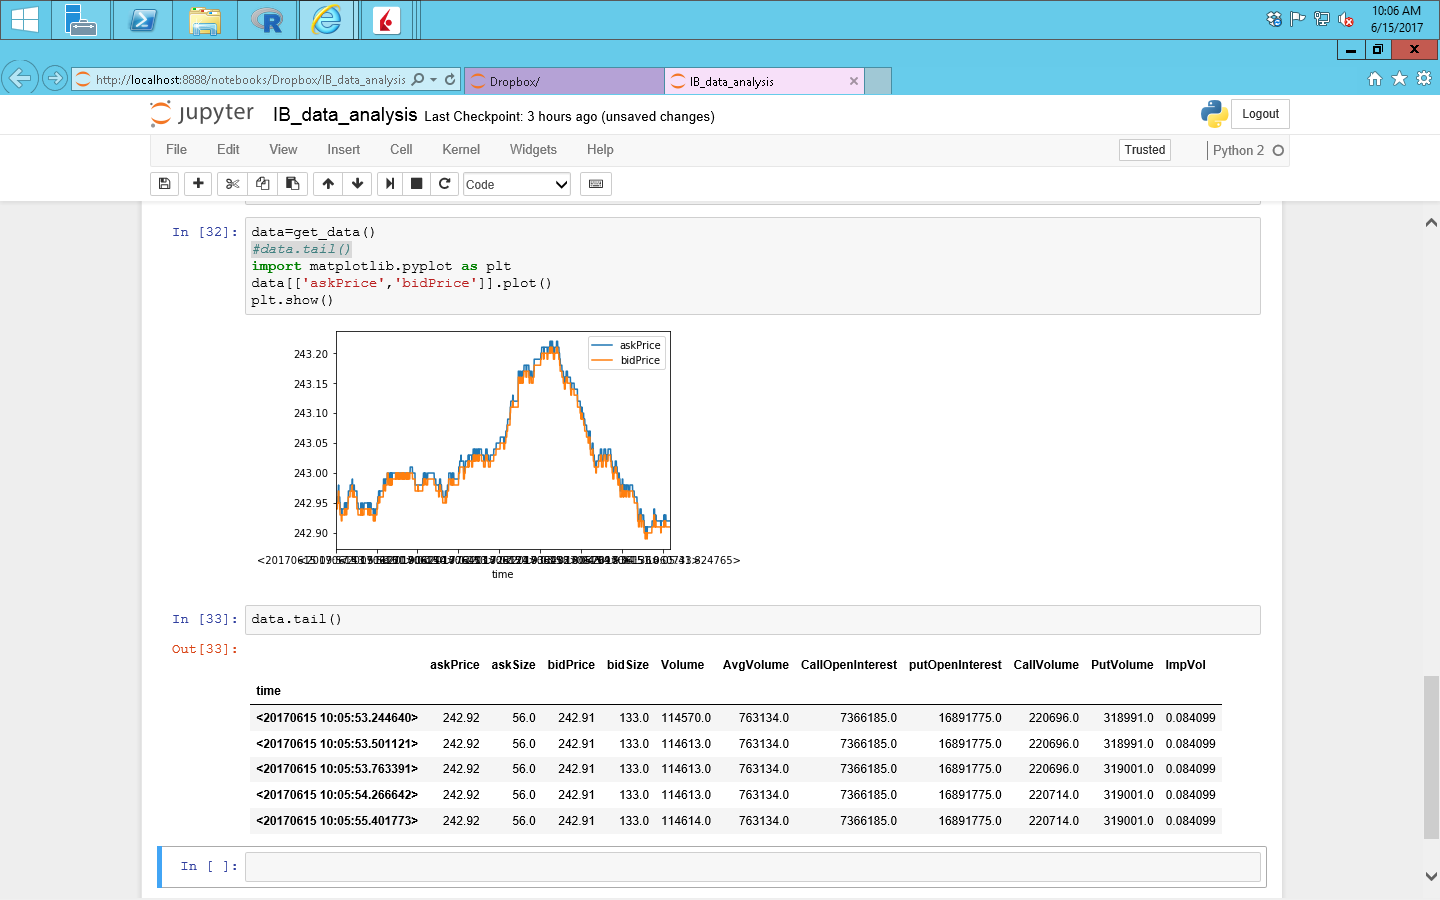 10:06 AM
6/15/2017
http://localhost:8888/notebooks/Dropbox/IB_data_analysis
Dropbox/
IB_data_analysis
jupyter IB_data_analysis Last Checkpoint: 3 hours ago (unsaved changes)
Logout
File Edit View Insert Cell Kernel Widgets Help
Trusted
Python 2
Code
In [32]:
data=get_data()
#data.tail()
import matplotlib.pyplot as plt
data[['askPrice','bidPrice']].plot()
plt.show()
askPrice
bidPrice
243.20
243.15
243.10
243.05
243.00
242.95
242.90
time
In [33]:
data.tail()
Out[33]:
askPrice askSize bidPrice bidSize Volume AvgVolume CallOpenInterest putOpenInterest CallVolume PutVolume ImpVol
time
<20170615 10:05:53.244640> 242.92 56.0 242.91 133.0 114570.0 763134.0 7366185.0 16891775.0 220696.0 318991.0 0.084099
<20170615 10:05:53.501121> 242.92 56.0 242.91 133.0 114613.0 763134.0 7366185.0 16891775.0 220696.0 318991.0 0.084099
<20170615 10:05:53.763391> 242.92 56.0 242.91 133.0 114613.0 763134.0 7366185.0 16891775.0 220696.0 319001.0 0.084099
<20170615 10:05:54.266642> 242.92 56.0 242.91 133.0 114613.0 763134.0 7366185.0 16891775.0 220714.0 319001.0 0.084099
<20170615 10:05:55.401773> 242.92 56.0 242.91 133.0 114614.0 763134.0 7366185.0 16891775.0 220714.0 319001.0 0.084099
In [ ]: